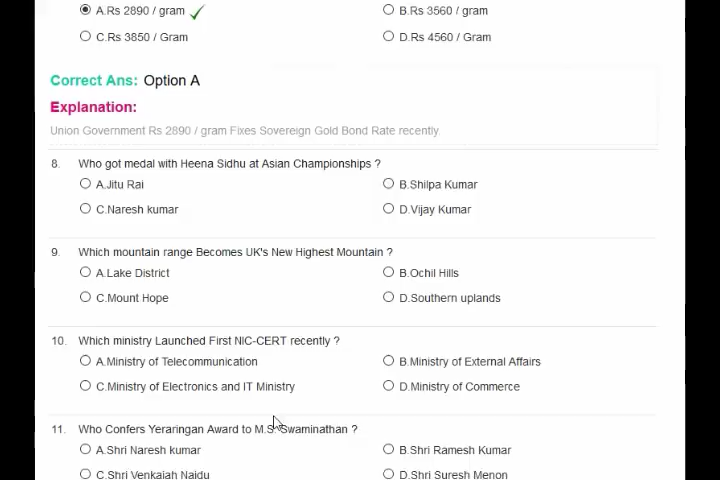 A.Rs 2890 / gram
B.Rs 3560 / gram
C.Rs 3850 / Gram
D.Rs 4560 / Gram
Correct Ans: Option A
Explanation:
Union Government Rs 2890 / gram Fixes Sovereign Gold Bond Rate recently.
8. Who got medal with Heena Sidhu at Asian Championships ?
A.Jitu Rai
B.Shilpa Kumar
C.Naresh kumar
D.Vijay Kumar
9. Which mountain range Becomes UK's New Highest Mountain ?
A.Lake District
B.Ochil Hills
C.Mount Hope
D.Southern uplands
10. Which ministry Launched First NIC-CERT recently ?
A.Ministry of Telecommunication
B.Ministry of External Affairs
C.Ministry of Electronics and IT Ministry
D.Ministry of Commerce
11. Who Confers Yeraringan Award to M.S. Swaminathan ?
A.Shri Naresh kumar
B.Shri Ramesh Kumar
C.Shri Venkaiah Naidu
D.Shri Suresh Menon